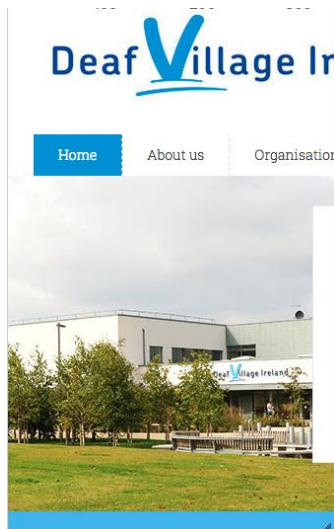 Deaf Village Ir
Home
About us
Organisation
Deaf Village Ireland